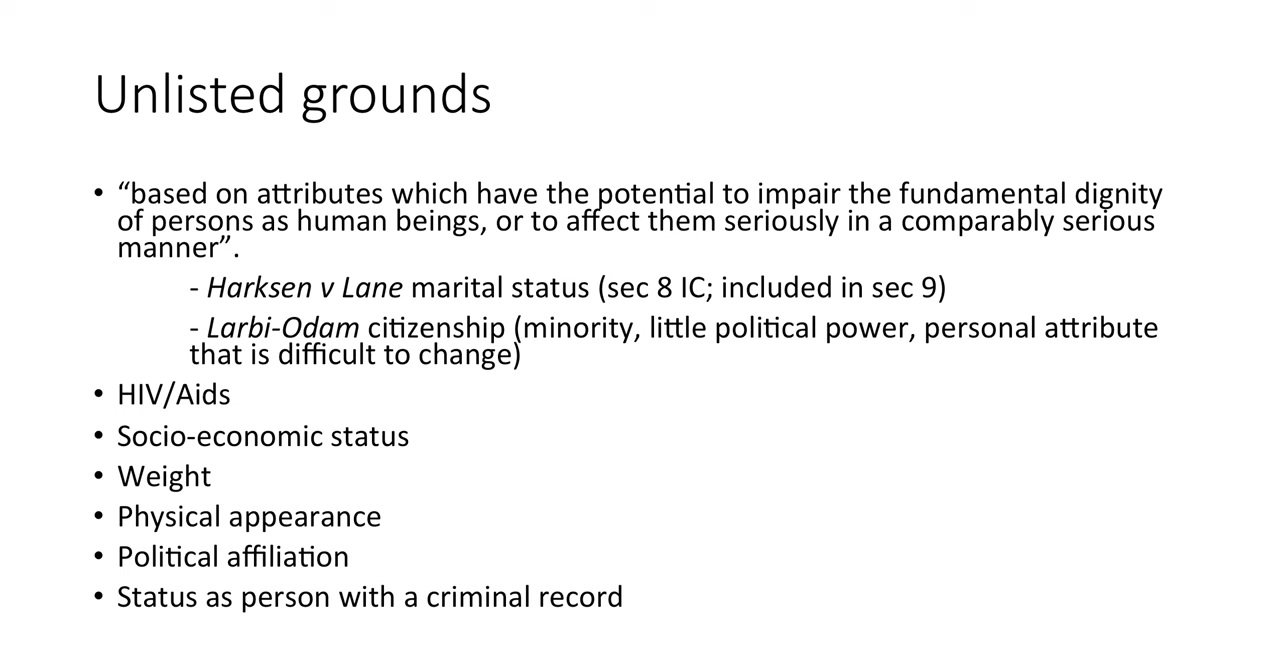 Unlisted grounds
• “based on attributes which have the potential to impair the fundamental dignity
of persons as human beings, or to affect them seriously in a comparably serious
manner”.
- Harksen v Lane marital status (sec 8 IC; included in sec 9)
- Larbi-Odam citizenship (minority, little political power, personal attribute
that is difficult to change)
• HIV/Aids
• Socio-economic status
• Weight
• Physical appearance
• Political affiliation
• Status as person with a criminal record